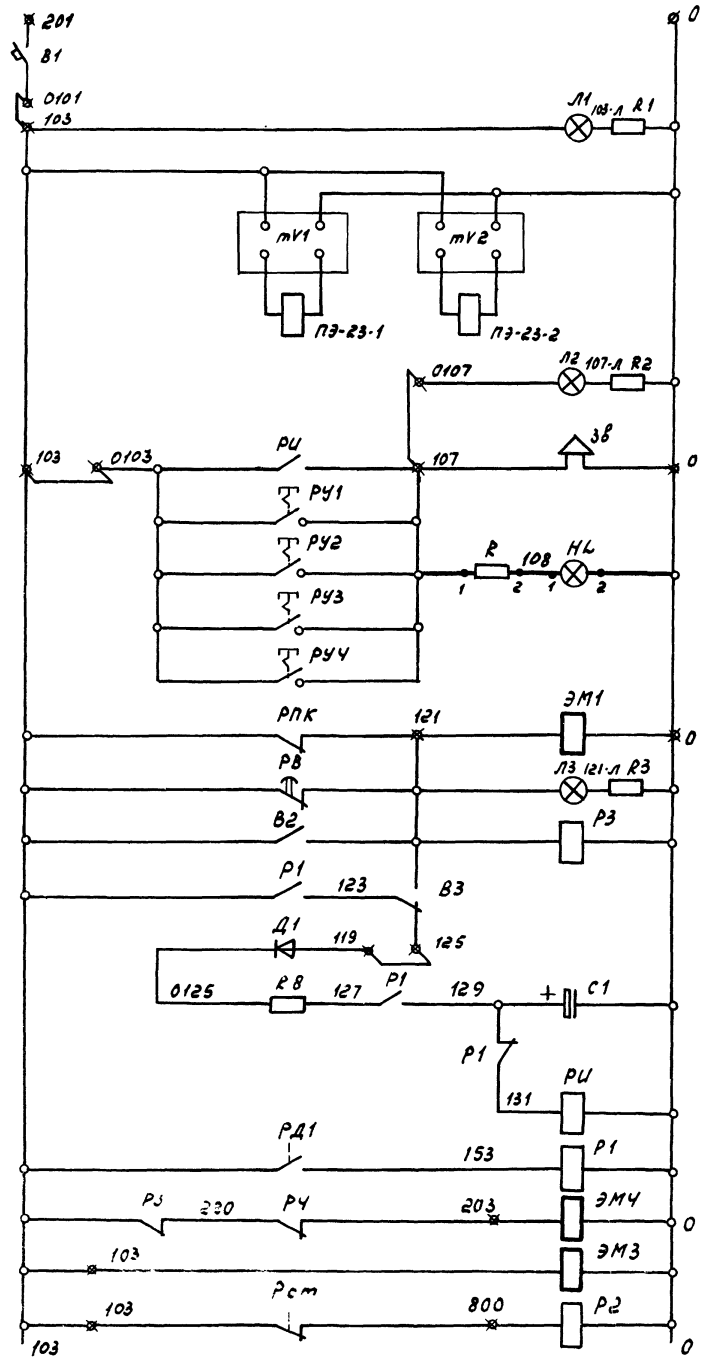 201 0
В1
0101
103 Л1 103-Л R1
mV1 mV2
ПЭ-23-1 ПЭ-23-2
0107 Л2 107-Л R2
103 0103 РИ 107 Зв 0
РУ1
РУ2 R 108 HL
1 2 1 2
РУ3
РУ4
РПК 121 ЭМ1 0
РВ Л3 121-Л R3
В2 Р3
Р1 123 В3
Д1 119 125
0125 R8 127 Р1 129 + С1
Р1
131 РИ
РД1 153 Р1
Р3 220 Р4 203 ЭМ4 0
103 ЭМ3
103 Рст 800 Р2
103 0